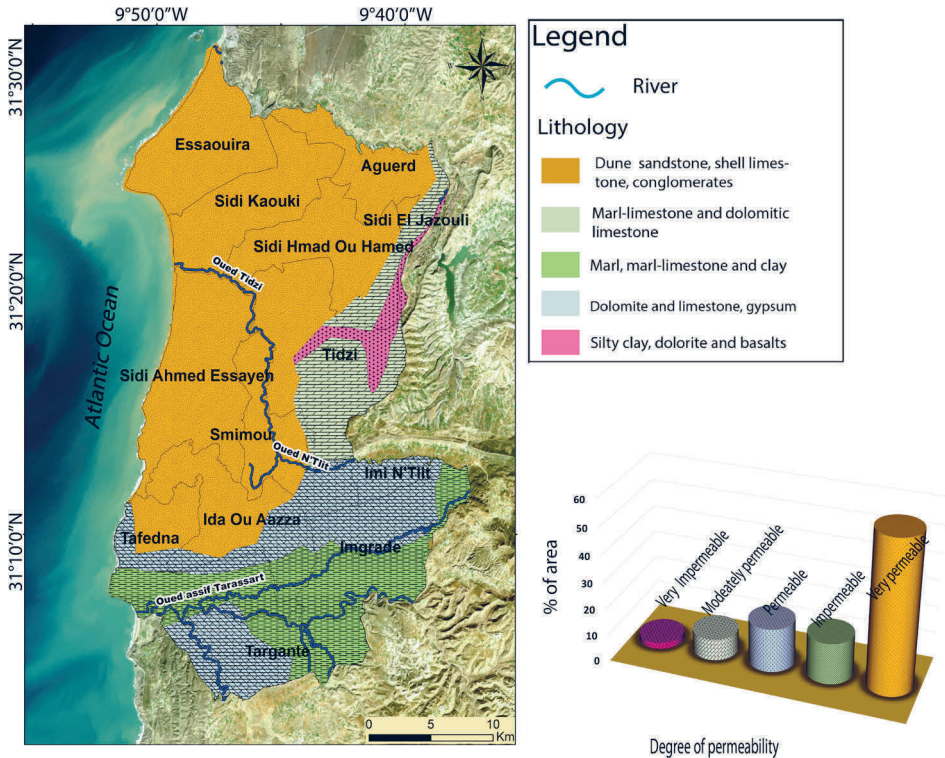 9°50'0"W
9°40'0"W
31°30'0"N
31°20'0"N
31°10'0"N
Essaouira
Aguerd
Sidi Kaouki
Sidi El Jazouli
Sidi Hmad Ou Hamed
Oued Tidzi
Atlantic Ocean
Tidzi
Sidi Ahmed Essayeh
Smimou
Oued N'Tlit
Imi N'Tlit
Ida Ou Aazza
Tafedna
Imgrade
Oued assif Tarassart
Targante
0 5 10
Km
Legend
River
Lithology
Dune sandstone, shell limes-
tone, conglomerates
Marl-limestone and dolomitic
limestone
Marl, marl-limestone and clay
Dolomite and limestone, gypsum
Silty clay, dolorite and basalts
% of area
60
50
40
30
20
10
0
Very Impermeable
Modeately permeable
Permeable
Impermeable
Very permeable
Degree of permeability